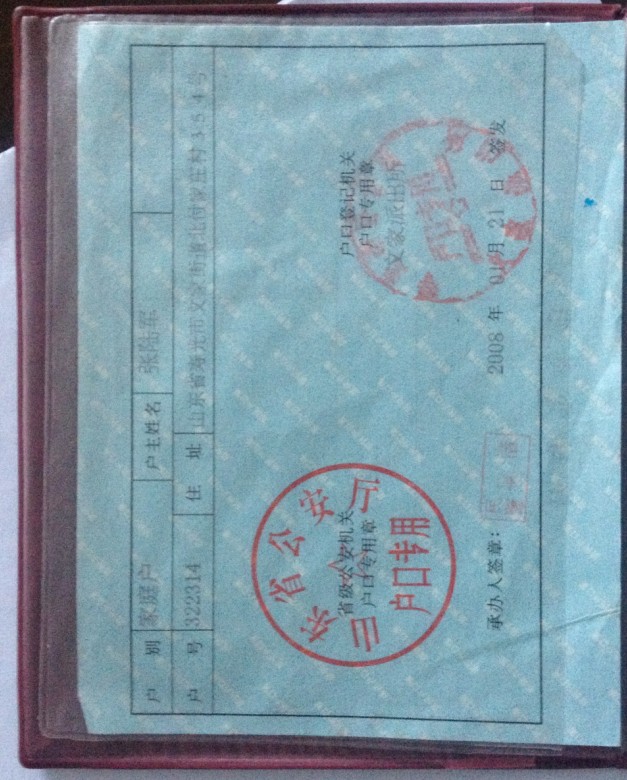 户 别 家庭户 户主姓名 张陆军
户 号 322314 住 址 山东省寿光市文家街道北付家庄村354号
山东省公安厅
省级公安机关
户口专用章
户口专用
户口登记机关
户口专用章
文家派出所
承办人签章：
2008 年 01 月 21 日 签发